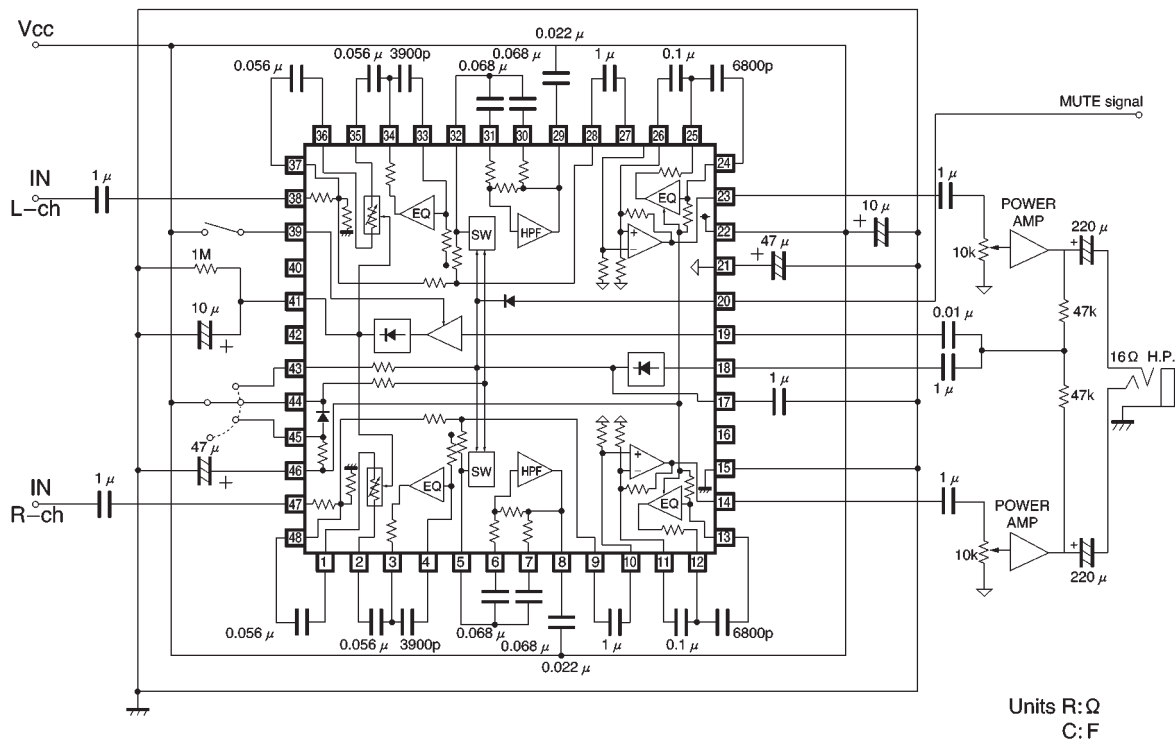 Vcc
0.022 μ
0.056 μ 3900p
0.068 μ
1 μ
0.1 μ
0.056 μ
0.068 μ
6800p
MUTE signal
36 35 34 33 32 31 30 29 28 27 26 25
37
24
IN
L-ch
1 μ
38
EQ
EQ
23
1 μ
POWER
AMP
10 μ
+
220 μ
+
39
SW
HPF
+
−
22
10k
1M
40
47 μ
+
21
10 μ
+
41
20
47k
42
19
0.01 μ
16Ω H.P.
43
18
1 μ
44
17
1 μ
47k
45
16
47 μ
+
46
SW
HPF
+
−
15
IN
R-ch
1 μ
47
EQ
EQ
14
1 μ
POWER
AMP
48
13
10k
+
220 μ
1 2 3 4 5 6 7 8 9 10 11 12
0.056 μ
0.056 μ 3900p
0.068 μ
0.068 μ
1 μ
0.1 μ
6800p
0.022 μ
Units R:Ω
C:F